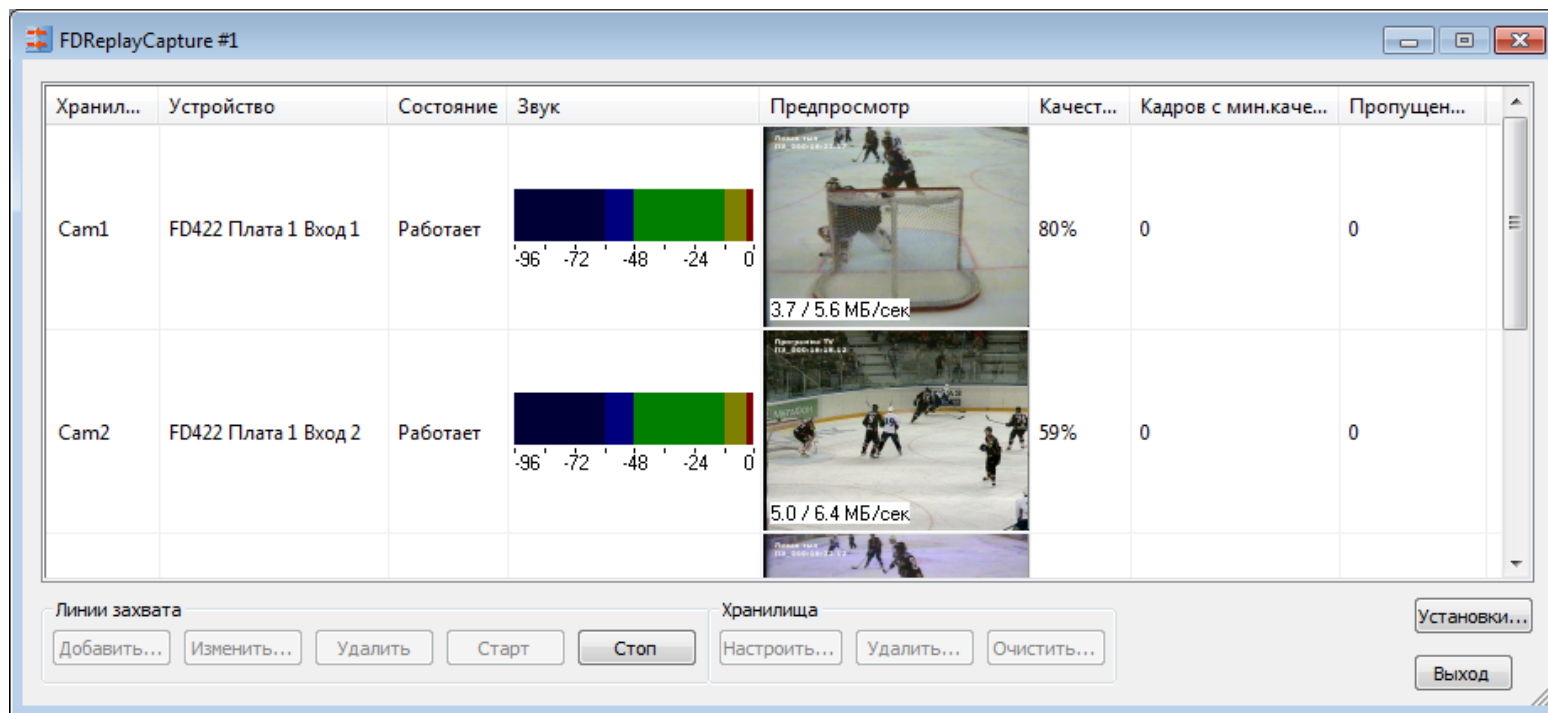 FDReplayCapture #1
Хранил... Устройство Состояние Звук Предпросмотр Качест... Кадров с мин.каче... Пропущен...
Cam1 FD422 Плата 1 Вход 1 Работает 80% 0 0
-96 -72 -48 -24 0
3.7 / 5.6 МБ/сек
Программа TV
Cam2 FD422 Плата 1 Вход 2 Работает 59% 0 0
-96 -72 -48 -24 0
5.0 / 6.4 МБ/сек
Линии захвата Хранилища
Добавить... Изменить... Удалить Старт Стоп Настроить... Удалить... Очистить... Установки...
Выход